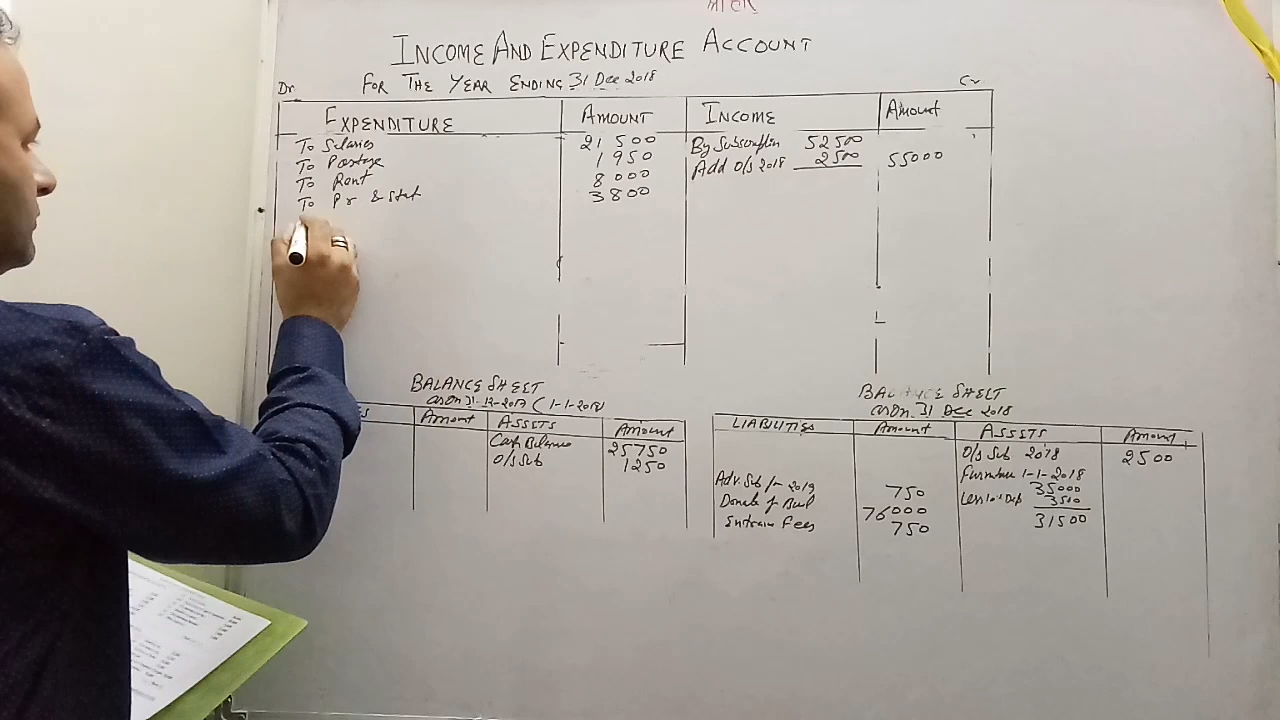 INCOME AND EXPENDITURE ACCOUNT
FOR THE YEAR ENDING 31 Dec 2018
Dr. Cr
EXPENDITURE AMOUNT INCOME Amount
To Salaries 21500 By Subscription 52500
To Postage 1950 Add O/S 2018 2500 55000
To Rent 8000
To Pr & Stat 3800
BALANCE SHEET
as on 31-12-2017 (1-1-2018)
ES Amount ASSETS Amount
Cash Balance 25750
O/S Sub 1250
BALANCE SHEET
as on 31 Dec 2018
LIABILITIES Amount ASSETS Amount
O/S Sub 2018 2500
Furniture 1-1-2018
Adv. Sub for 2019 750 35000
Donate f Buil 76000 Less Dep 3500
Entrance Fees 750 31500